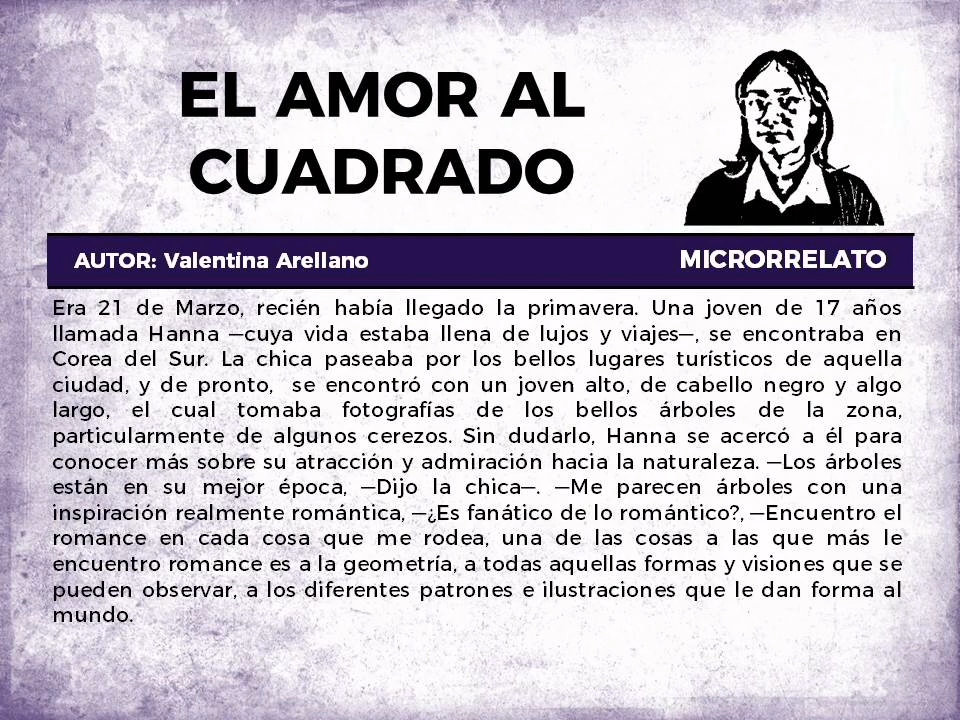 EL AMOR AL
CUADRADO
AUTOR: Valentina Arellano
MICRORRELATO
Era 21 de Marzo, recién había llegado la primavera. Una joven de 17 años
llamada Hanna —cuya vida estaba llena de lujos y viajes—, se encontraba en
Corea del Sur. La chica paseaba por los bellos lugares turísticos de aquella
ciudad, y de pronto, se encontró con un joven alto, de cabello negro y algo
largo, el cual tomaba fotografías de los bellos árboles de la zona,
particularmente de algunos cerezos. Sin dudarlo, Hanna se acercó a él para
conocer más sobre su atracción y admiración hacia la naturaleza. —Los árboles
están en su mejor época, —Dijo la chica—. —Me parecen árboles con una
inspiración realmente romántica, —¿Es fanático de lo romántico?, —Encuentro el
romance en cada cosa que me rodea, una de las cosas a las que más le
encuentro romance es a la geometría, a todas aquellas formas y visiones que se
pueden observar, a los diferentes patrones e ilustraciones que le dan forma al
mundo.